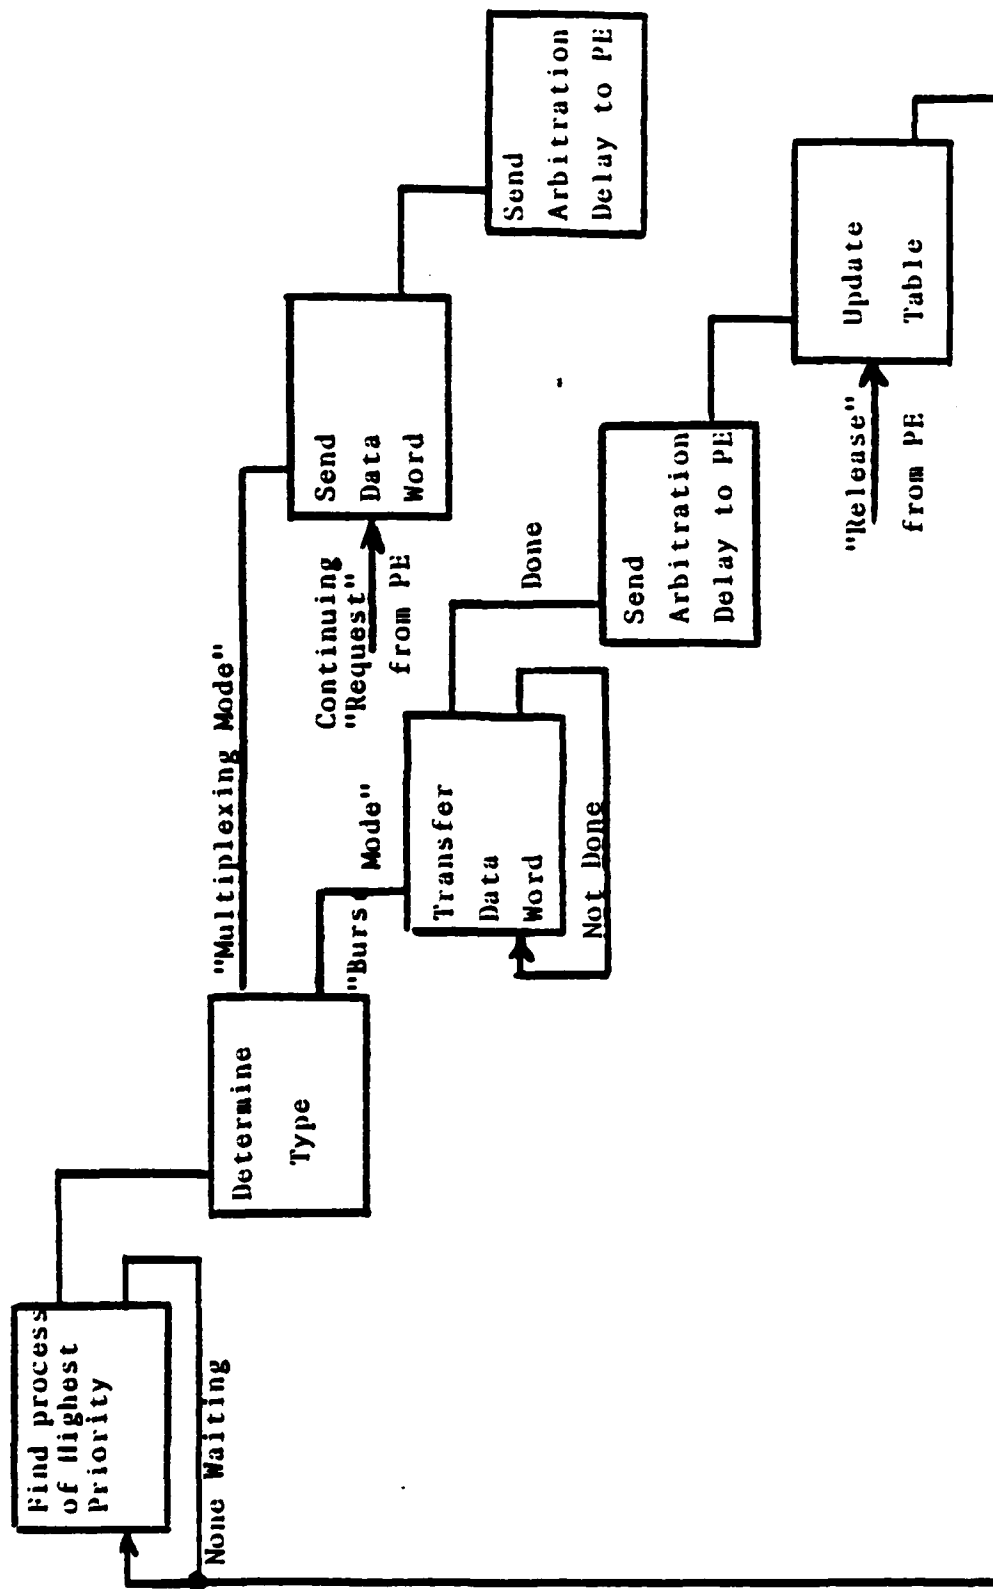 Find process
of Highest
Priority
None Waiting
Determine
Type
"Multiplexing Mode"
"Burst Mode"
Transfer
Data
Word
Not Done
Continuing
"Request"
from PE
Send
Data
Word
Done
Send
Arbitration
Delay to PE
Send
Arbitration
Delay to PE
"Release"
from PE
Update
Table